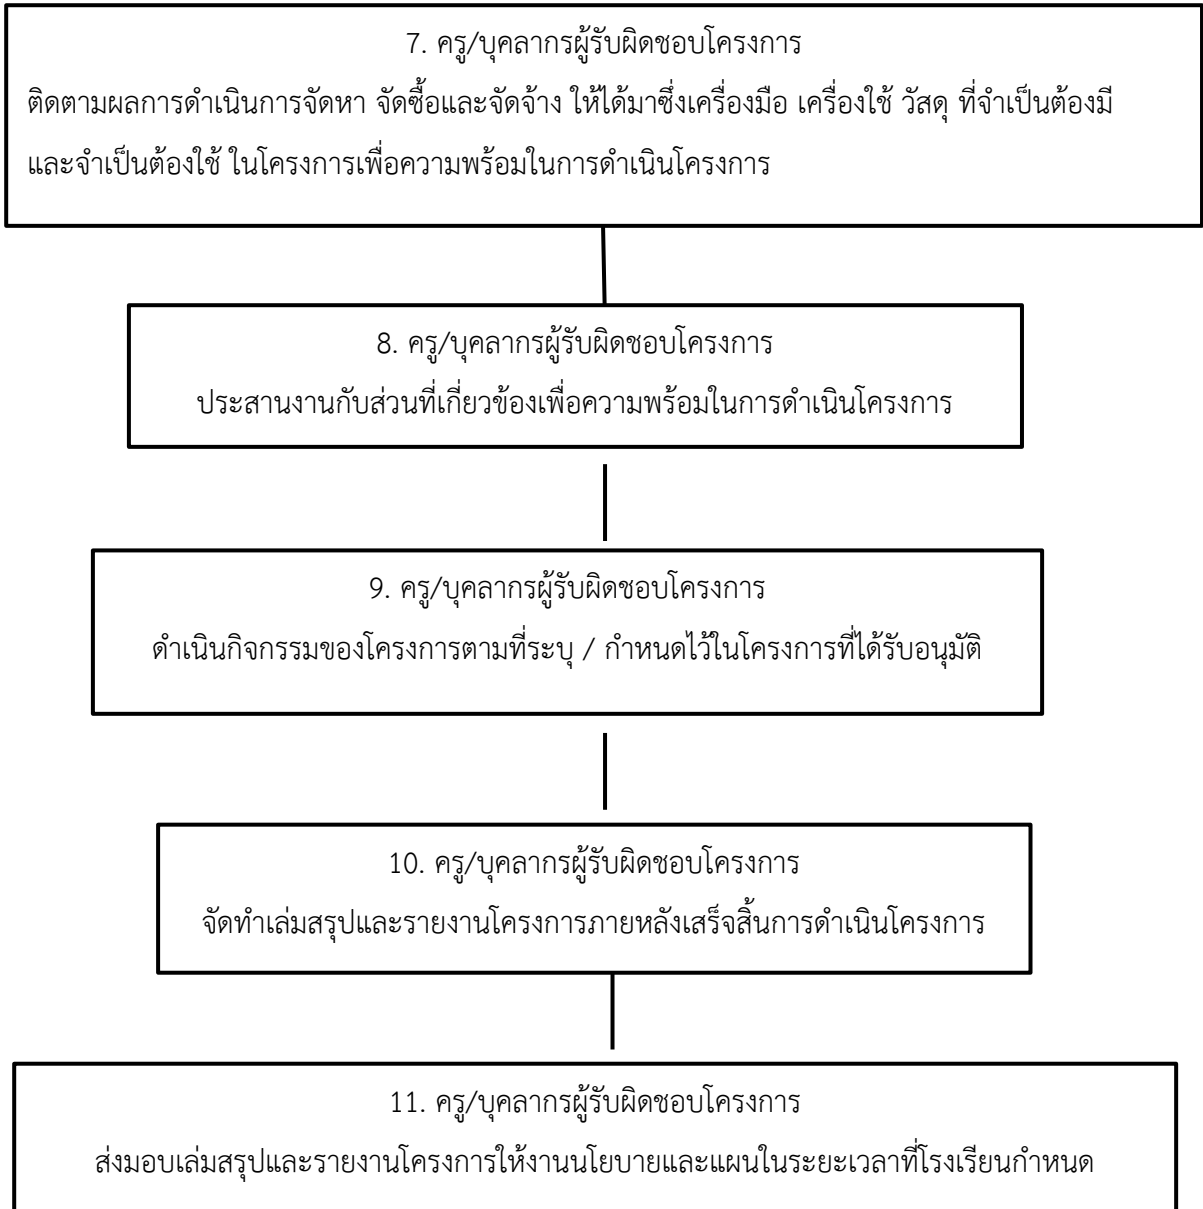 7. ครู/บุคลากรผู้รับผิดชอบโครงการ
ติดตามผลการดำเนินการจัดหา จัดซื้อและจัดจ้าง ให้ได้มาซึ่งเครื่องมือ เครื่องใช้ วัสดุ ที่จำเป็นต้องมี
และจำเป็นต้องใช้ ในโครงการเพื่อความพร้อมในการดำเนินโครงการ
8. ครู/บุคลากรผู้รับผิดชอบโครงการ
ประสานงานกับส่วนที่เกี่ยวข้องเพื่อความพร้อมในการดำเนินโครงการ
9. ครู/บุคลากรผู้รับผิดชอบโครงการ
ดำเนินกิจกรรมของโครงการตามที่ระบุ / กำหนดไว้ในโครงการที่ได้รับอนุมัติ
10. ครู/บุคลากรผู้รับผิดชอบโครงการ
จัดทำเล่มสรุปและรายงานโครงการภายหลังเสร็จสิ้นการดำเนินโครงการ
11. ครู/บุคลากรผู้รับผิดชอบโครงการ
ส่งมอบเล่มสรุปและรายงานโครงการให้งานนโยบายและแผนในระยะเวลาที่โรงเรียนกำหนด